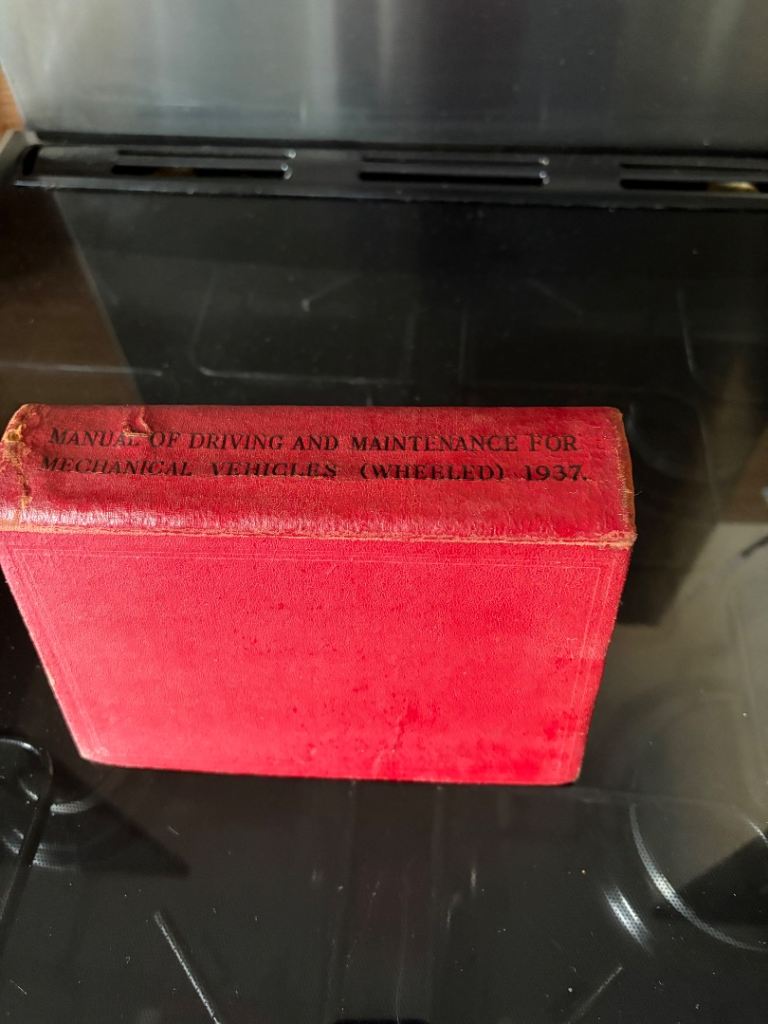 MANUAL OF DRIVING AND MAINTENANCE FOR
MECHANICAL VEHICLES (WHEELED) 1937.